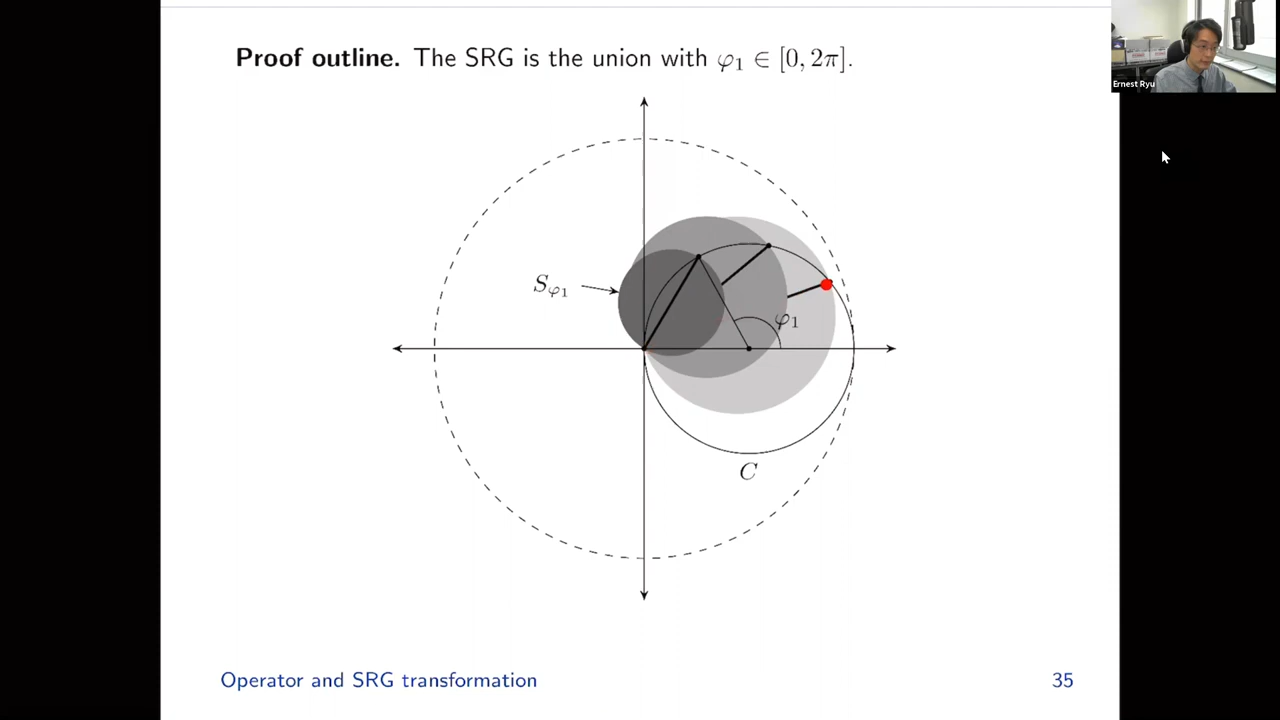 Proof outline. The SRG is the union with φ₁ ∈ [0, 2π].
Ernest Ryu
S_φ₁
φ₁
C
Operator and SRG transformation
35